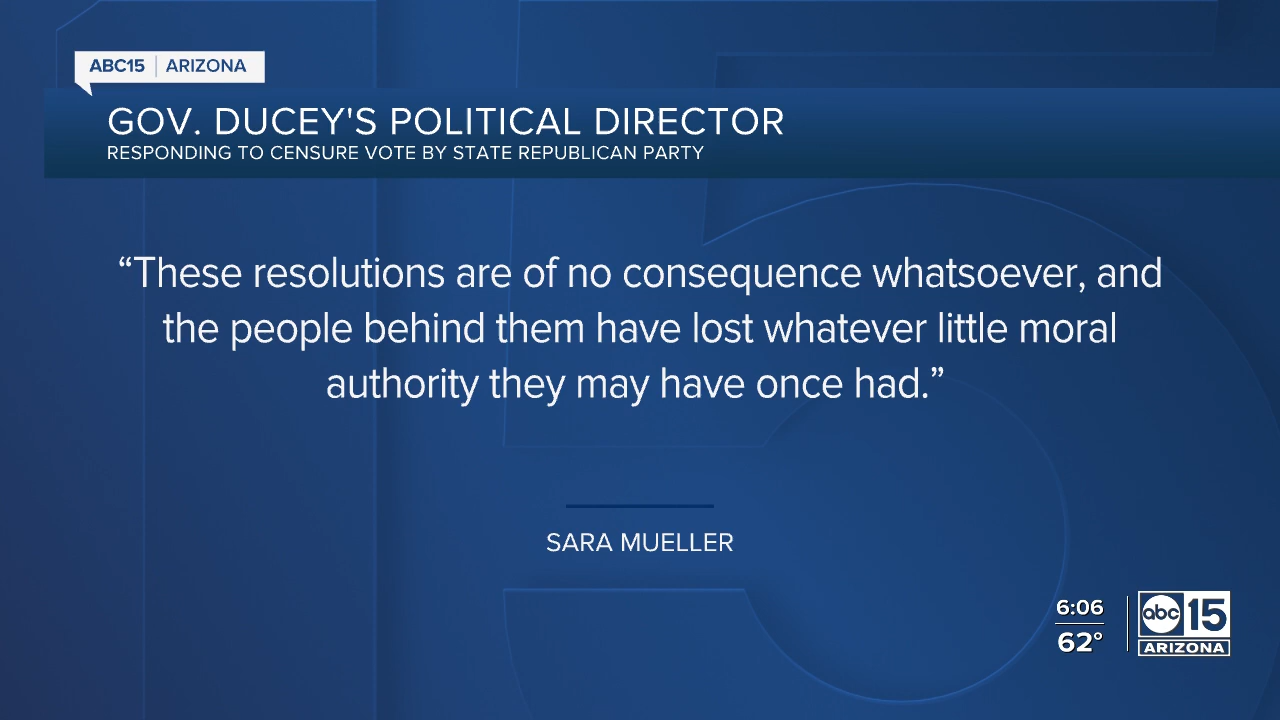 ABC15 | ARIZONA
GOV. DUCEY'S POLITICAL DIRECTOR
RESPONDING TO CENSURE VOTE BY STATE REPUBLICAN PARTY
“These resolutions are of no consequence whatsoever, and
the people behind them have lost whatever little moral
authority they may have once had.”
SARA MUELLER
6:06
62°
abc 15
ARIZONA